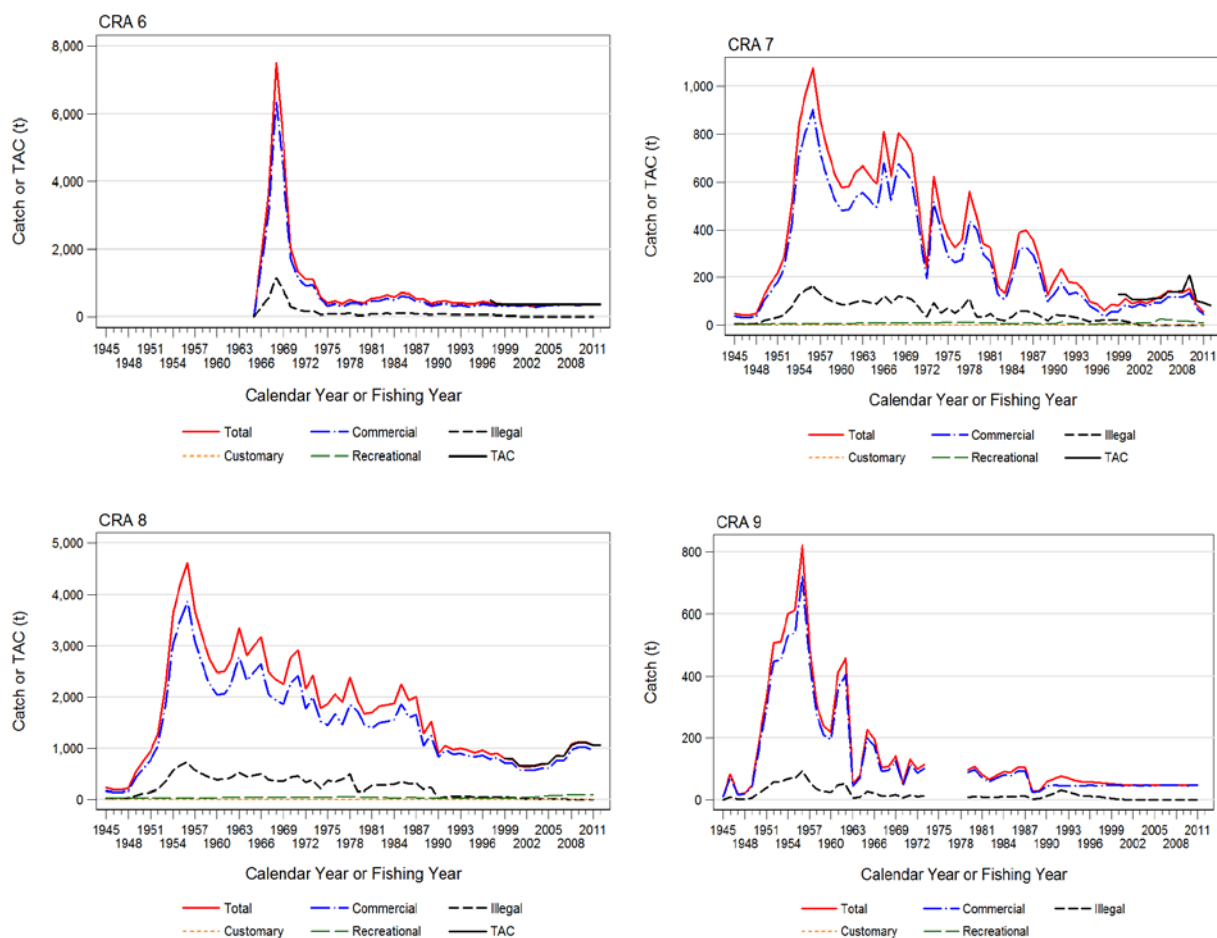 CRA 6
8,000
6,000
4,000
2,000
0
Catch or TAC (t)
1945 1951 1957 1963 1969 1975 1981 1987 1993 1999 2005 2011
1948 1954 1960 1966 1972 1978 1984 1990 1996 2002 2008
Calendar Year or Fishing Year
Total Commercial Illegal
Customary Recreational TAC
CRA 7
1,000
800
600
400
200
0
Catch or TAC (t)
1945 1951 1957 1963 1969 1975 1981 1987 1993 1999 2005 2011
1948 1954 1960 1966 1972 1978 1984 1990 1996 2002 2008
Calendar Year or Fishing Year
Total Commercial Illegal
Customary Recreational TAC
CRA 8
5,000
4,000
3,000
2,000
1,000
0
Catch or TAC (t)
1945 1951 1957 1963 1969 1975 1981 1987 1993 1999 2005 2011
1948 1954 1960 1966 1972 1978 1984 1990 1996 2002 2008
Calendar Year or Fishing Year
Total Commercial Illegal
Customary Recreational TAC
CRA 9
800
600
400
200
0
Catch (t)
1945 1951 1957 1963 1969 1975 1981 1987 1993 1999 2005 2011
1948 1954 1960 1966 1972 1978 1984 1990 1996 2002 2008
Calendar Year or Fishing Year
Total Commercial Illegal
Customary Recreational